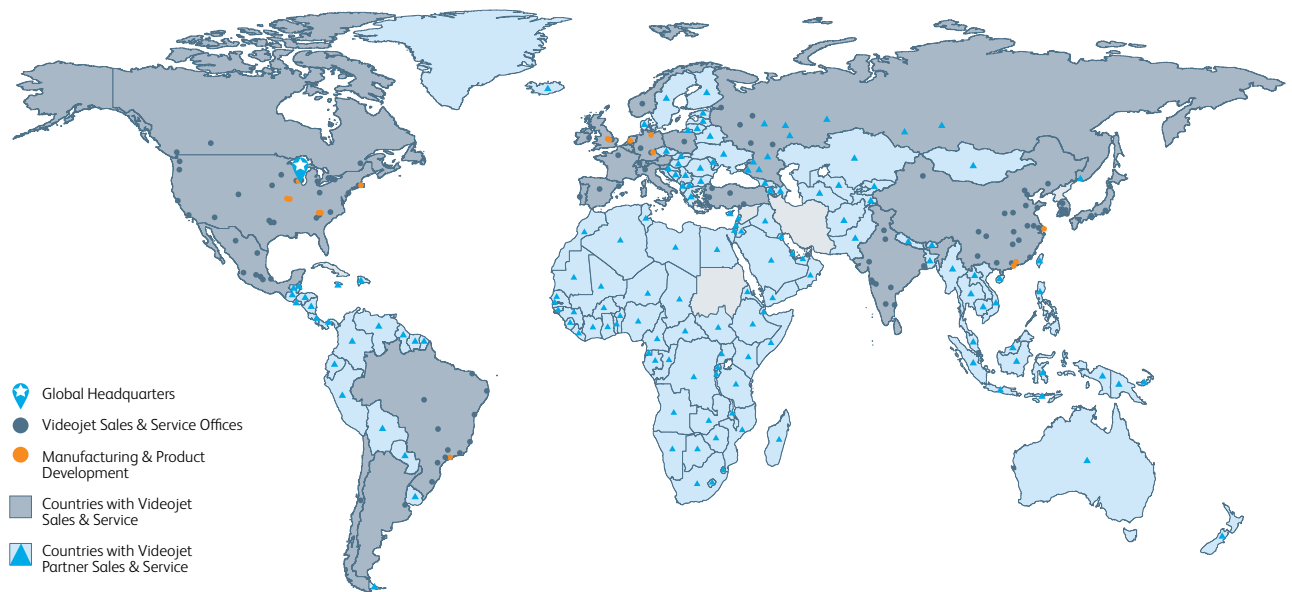 Global Headquarters
Videojet Sales & Service Offices
Manufacturing & Product
Development
Countries with Videojet
Sales & Service
Countries with Videojet
Partner Sales & Service